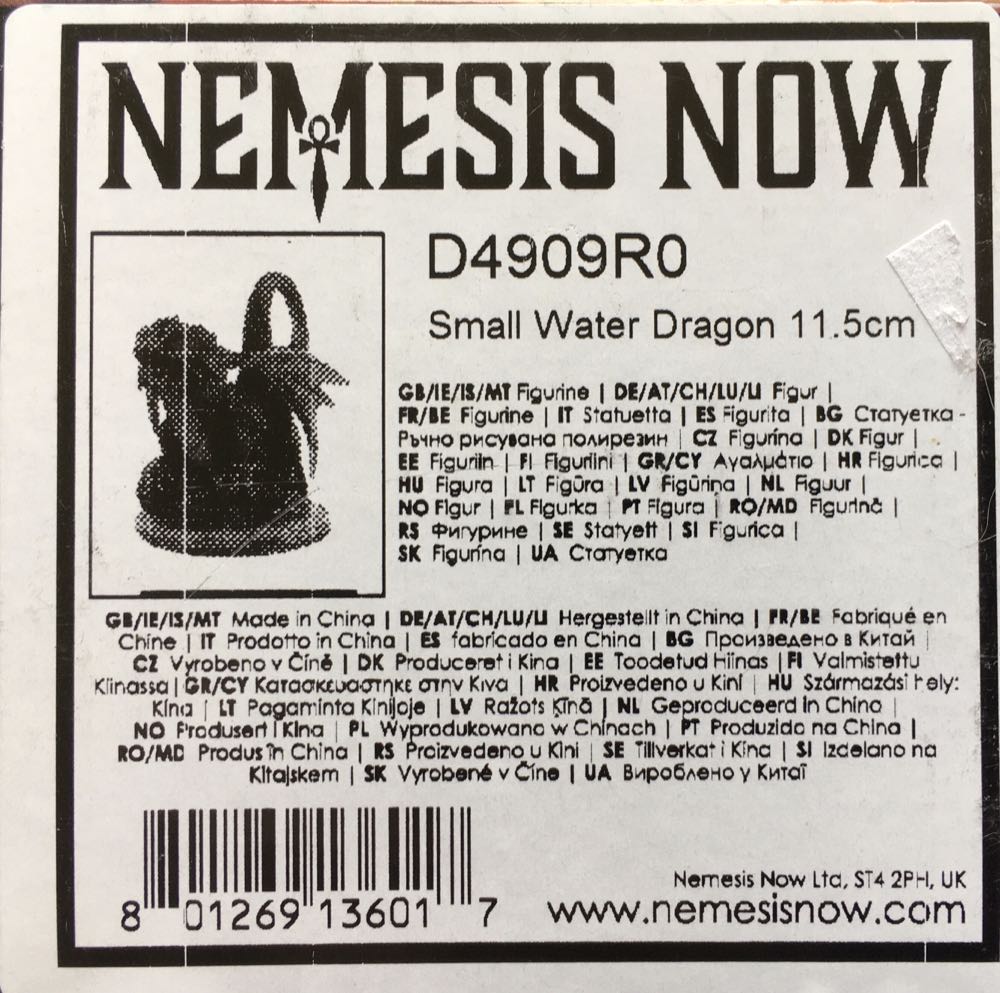 NEMESIS NOW
D4909R0
Small Water Dragon 11.5cm
GB/IE/IS/MT Figurine | DE/AT/CH/LU/LI Figur |
FR/BE Figurine | IT Statuetta | ES Figurita | BG Статуетка -
Ръчно рисувана полирезин | CZ Figurína | DK Figur |
EE Figuriin | FI Figuriini | GR/CY Αγαλμάτιο | HR Figurica |
HU Figura | LT Figūra | LV Figūriņa | NL Figuur |
NO Figur | PL Figurka | PT Figura | RO/MD Figurină |
RS Фигурине | SE Statyett | SI Figurica |
SK Figurína | UA Статуетка
GB/IE/IS/MT Made in China | DE/AT/CH/LU/LI Hergestellt in China | FR/BE Fabriqué en
Chine | IT Prodotto in China | ES fabricado en China | BG Произведено в Китай |
CZ Vyrobeno v Číně | DK Produceret i Kina | EE Toodetud Hiinas | FI Valmistettu
Kiinassa | GR/CY Κατασκευαστηκε στην Κινα | HR Proizvedeno u Kini | HU Származási hely:
Kína | LT Pagaminta Kinijoje | LV Ražots Ķīnā | NL Geproduceerd in China |
NO Produsert i Kina | PL Wyprodukowano w Chinach | PT Produzido na China |
RO/MD Produs în China | RS Proizvedeno u Kini | SE Tillverkat i Kina | SI Izdelano na
Kitajskem | SK Vyrobené v Číne | UA Вироблено у Китаї
8 01269 13601 7
Nemesis Now Ltd, ST4 2PH, UK
www.nemesisnow.com